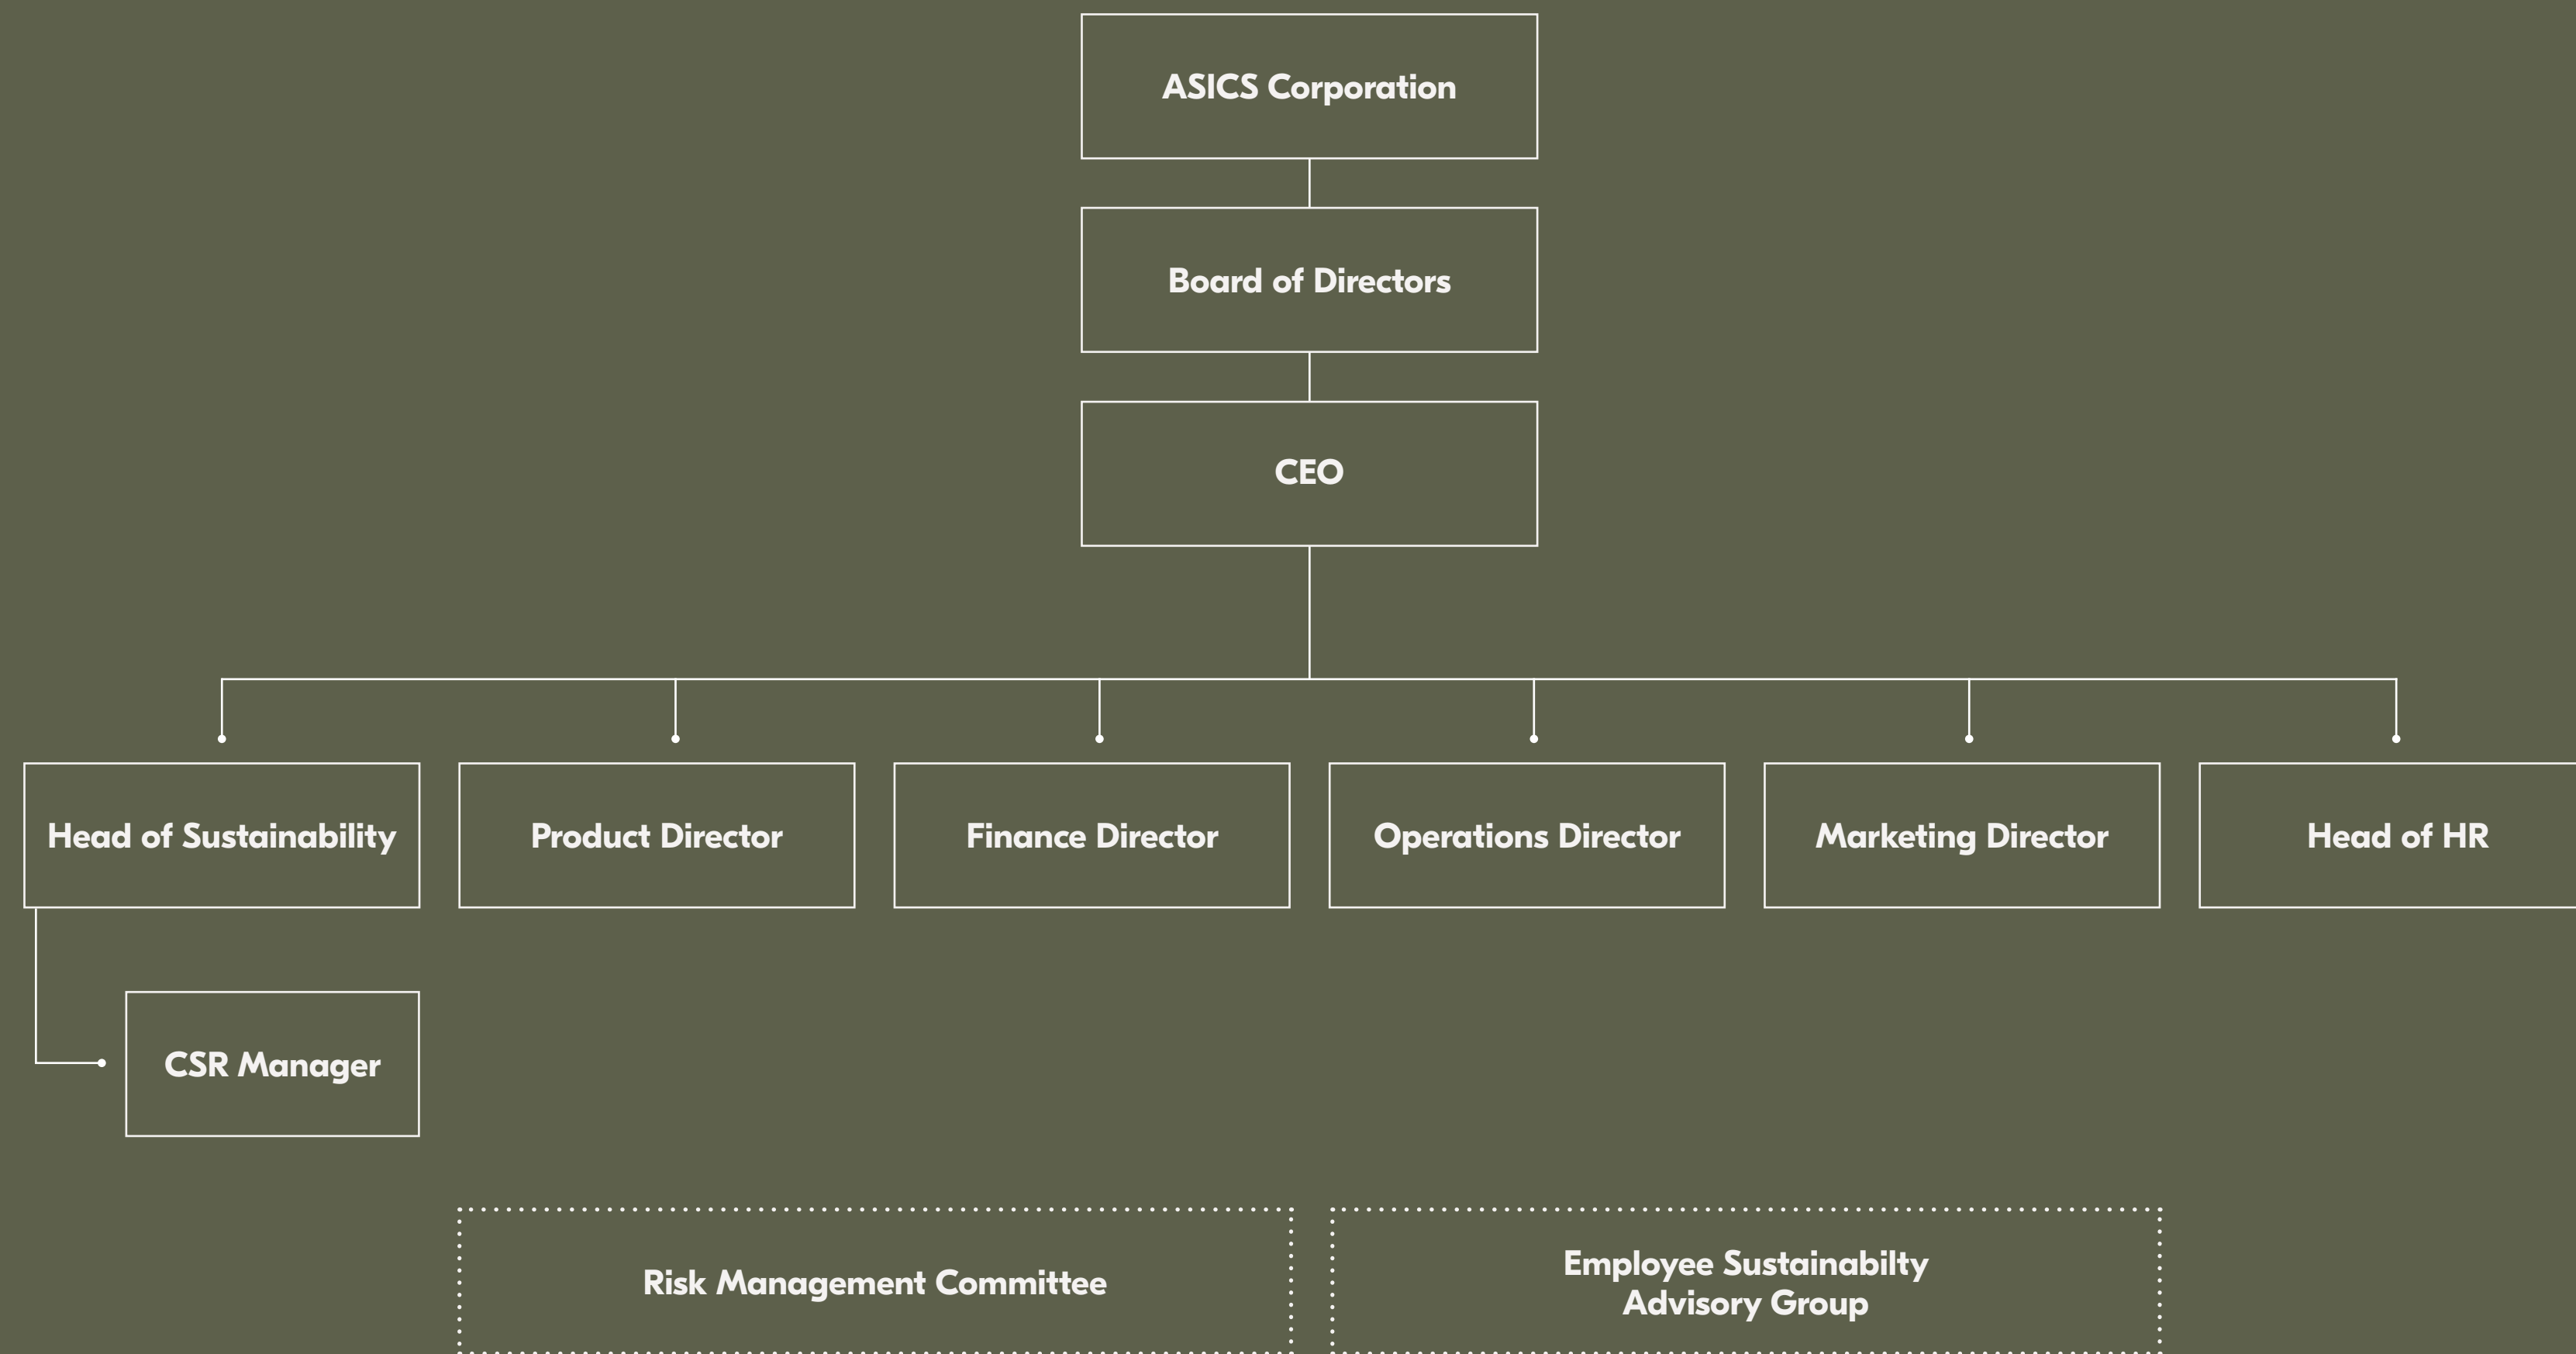 ASICS Corporation
Board of Directors
CEO
Head of Sustainability
Product Director
Finance Director
Operations Director
Marketing Director
Head of HR
CSR Manager
Risk Management Committee
Employee Sustainabilty
Advisory Group